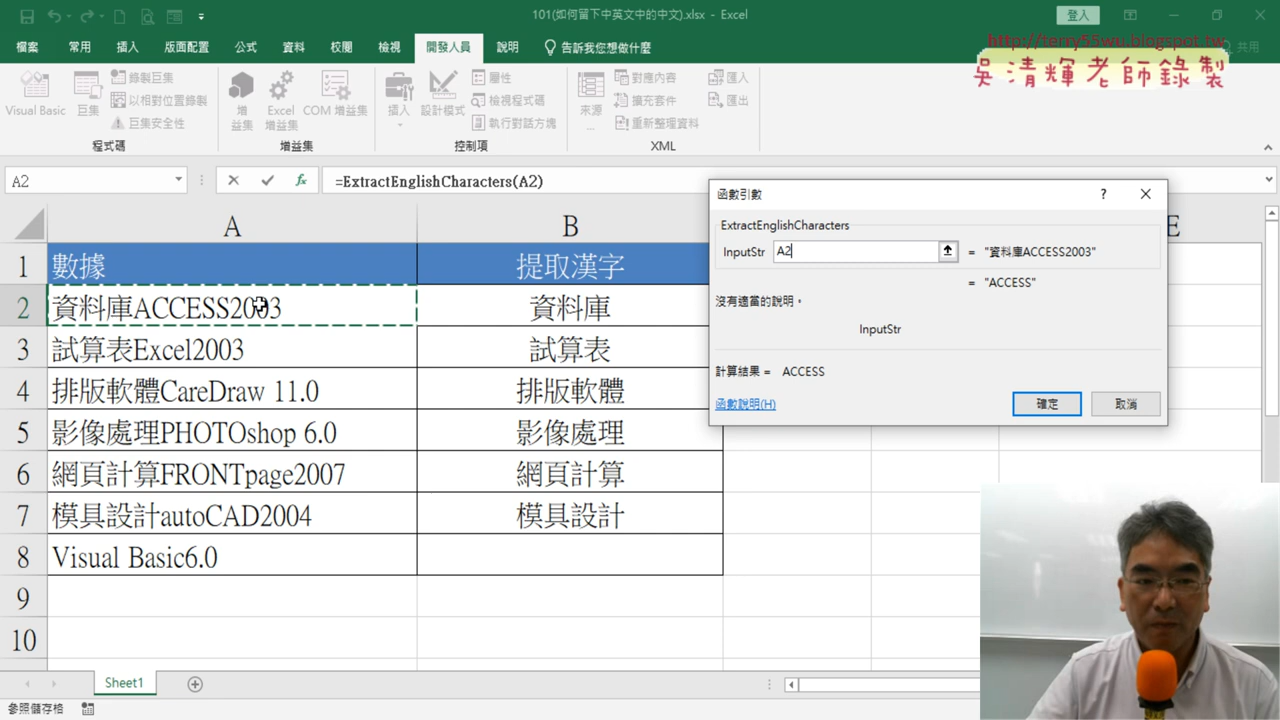 101(如何留下中英文中的中文).xlsx - Excel
登入
檔案 常用 插入 版面配置 公式 資料 校閱 檢視 開發人員 說明 告訴我您想做什麼 共用
http://terry55wu.blogspot.tw
吳清輝老師錄製
Visual Basic 巨集 錄製巨集 以相對位置錄製 巨集安全性
增益集 Excel 增益集 COM 增益集
插入 設計模式 屬性 檢視程式碼 執行對話方塊
來源 ... 對應內容 擴充套件 重新整理資料 匯入 匯出
程式碼 增益集 控制項 XML
A2 fx =ExtractEnglishCharacters(A2)
A B E
1 數據 提取漢字
2 資料庫ACCESS2003 資料庫
3 試算表Excel2003 試算表
4 排版軟體CareDraw 11.0 排版軟體
5 影像處理PHOTOshop 6.0 影像處理
6 網頁計算FRONTpage2007 網頁計算
7 模具設計autoCAD2004 模具設計
8 Visual Basic6.0
9
10
函數引數 ?
ExtractEnglishCharacters
InputStr A2 = "資料庫ACCESS2003"
= "ACCESS"
沒有適當的說明。
InputStr
計算結果 = ACCESS
函數說明(H) 確定 取消
Sheet1
參照儲存格